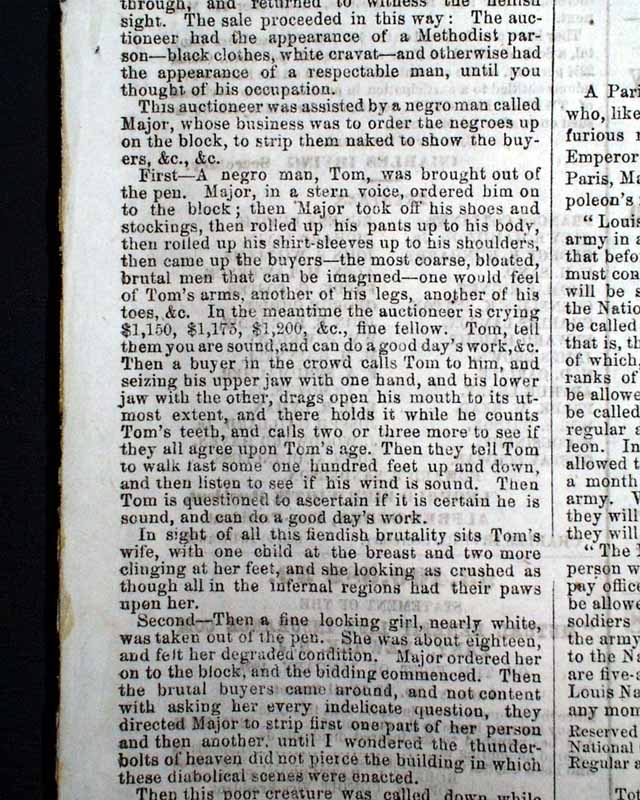 through, and returned to witness the hellish
sight. The sale proceeded in this way: The auc-
tioneer had the appearance of a Methodist par-
son—black clothes, white cravat—and otherwise had
the appearance of a respectable man, until you
thought of his occupation.
This auctioneer was assisted by a negro man called
Major, whose business was to order the negroes up
on the block, to strip them naked to show the buy-
ers, &c., &c.
First—A negro man, Tom, was brought out of
the pen. Major, in a stern voice, ordered him on
to the block; then Major took off his shoes and
stockings, then rolled up his pants up to his body,
then rolled up his shirt-sleeves up to his shoulders,
then came up the buyers—the most coarse, bloated,
brutal men that can be imagined—one would feel
of Tom's arms, another of his legs, another of his
toes, &c. In the meantime the auctioneer is crying
$1,150, $1,175, $1,200, &c., fine fellow. Tom, tell
them you are sound, and can do a good day's work, &c.
Then a buyer in the crowd calls Tom to him, and
seizing his upper jaw with one hand, and his lower
jaw with the other, drags open his mouth to its ut-
most extent, and there holds it while he counts
Tom's teeth, and calls two or three more to see if
they all agree upon Tom's age. Then they tell Tom
to walk fast some one hundred feet up and down,
and then listen to see if his wind is sound. Then
Tom is questioned to ascertain if it is certain he is
sound, and can do a good day's work.
In sight of all this fiendish brutality sits Tom's
wife, with one child at the breast and two more
clinging at her feet, and she looking as crushed as
though all in the infernal regions had their paws
upon her.
Second—Then a fine looking girl, nearly white,
was taken out of the pen. She was about eighteen,
and felt her degraded condition. Major ordered her
on to the block, and the bidding commenced. Then
the brutal buyers came around, and not content
with asking her every indelicate question, they
directed Major to strip first one part of her person
and then another, until I wondered the thunder-
bolts of heaven did not pierce the building in which
these diabolical scenes were enacted.
Then this poor creature was called down while
A Pari
who, like
furious
Emperor
Paris, Ma
poleon's
"Louis
army in a
that befor
must con
will be s
the Natio
be called
that is, th
of which,
ranks of
be allowe
be called
regular a
leon. In
allowed t
a month
army. W
they will
they will
"The
person w
pay office
be allowe
soldiers
the army
to the Na
are five-a
Louis Na
any mom
Reserved
National
Regular a
Tot